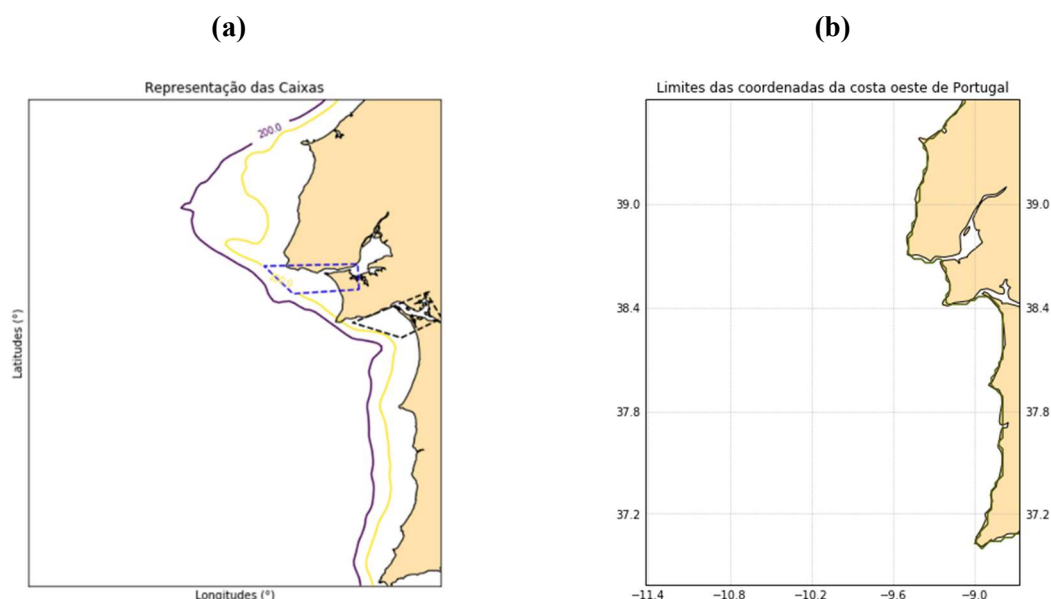 (a)
(b)
Representação das Caixas
Limites das coordenadas da costa oeste de Portugal
200.0
39.0
39.0
38.4
38.4
37.8
37.8
37.2
37.2
Latitudes (°)
Longitudes (°)
−11.4
−10.8
−10.2
−9.6
−9.0